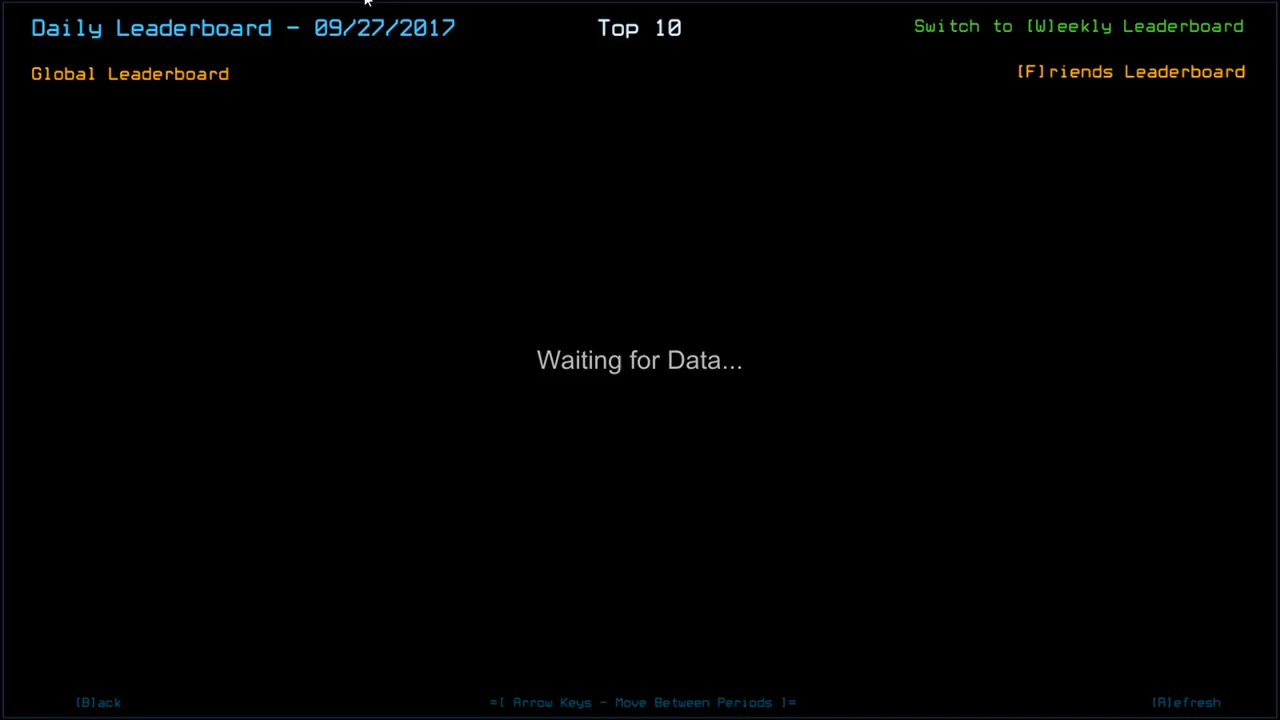 Daily Leaderboard - 09/27/2017
Top 10
Switch to [W]eekly Leaderboard
Global Leaderboard
[F]riends Leaderboard
Waiting for Data...
[B]ack
=[ Arrow Keys - Move Between Periods ]=
[R]efresh